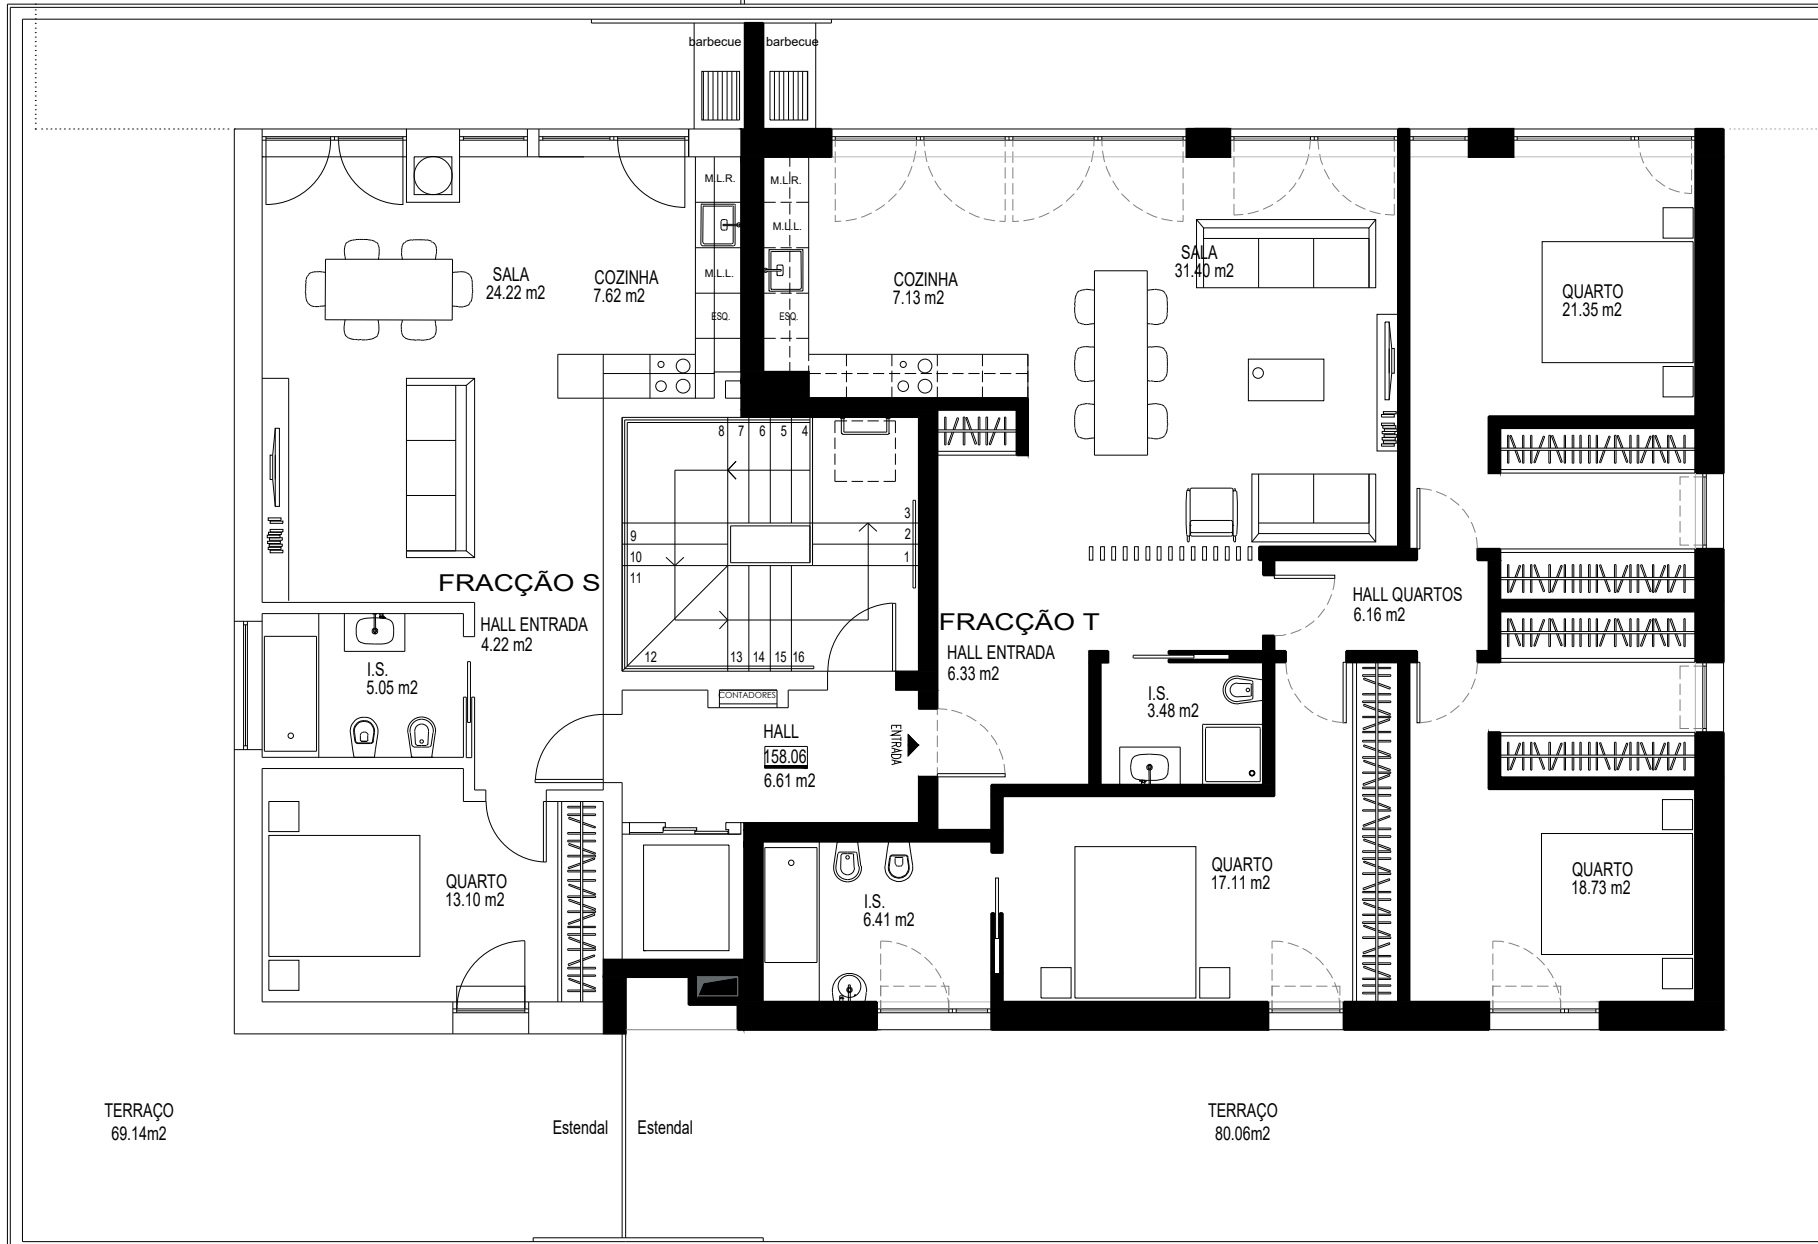 barbecue
barbecue
M.L.R.
M.L.R.
M.L.L.
M.L.L.
ESQ.
ESQ.
SALA
24.22 m2
COZINHA
7.62 m2
COZINHA
7.13 m2
SALA
31.40 m2
QUARTO
21.35 m2
8
7
6
5
4
3
2
1
9
10
11
12
13
14
15
16
FRACÇÃO S
HALL ENTRADA
4.22 m2
I.S.
5.05 m2
FRACÇÃO T
HALL ENTRADA
6.33 m2
HALL QUARTOS
6.16 m2
I.S.
3.48 m2
CONTADORES
HALL
158.06
6.61 m2
ENTRADA
QUARTO
13.10 m2
I.S.
6.41 m2
QUARTO
17.11 m2
QUARTO
18.73 m2
TERRAÇO
69.14m2
Estendal
Estendal
TERRAÇO
80.06m2